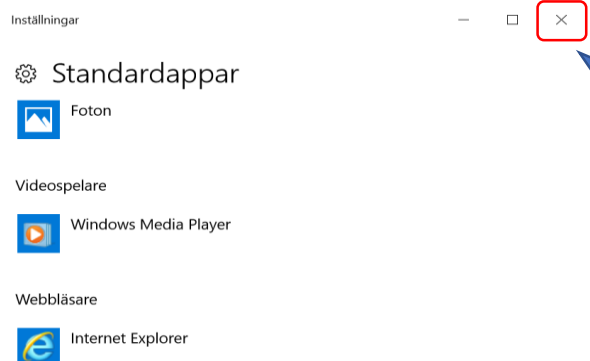 Inställningar
Standardappar
Foton
Videospelare
Windows Media Player
Webbläsare
Internet Explorer